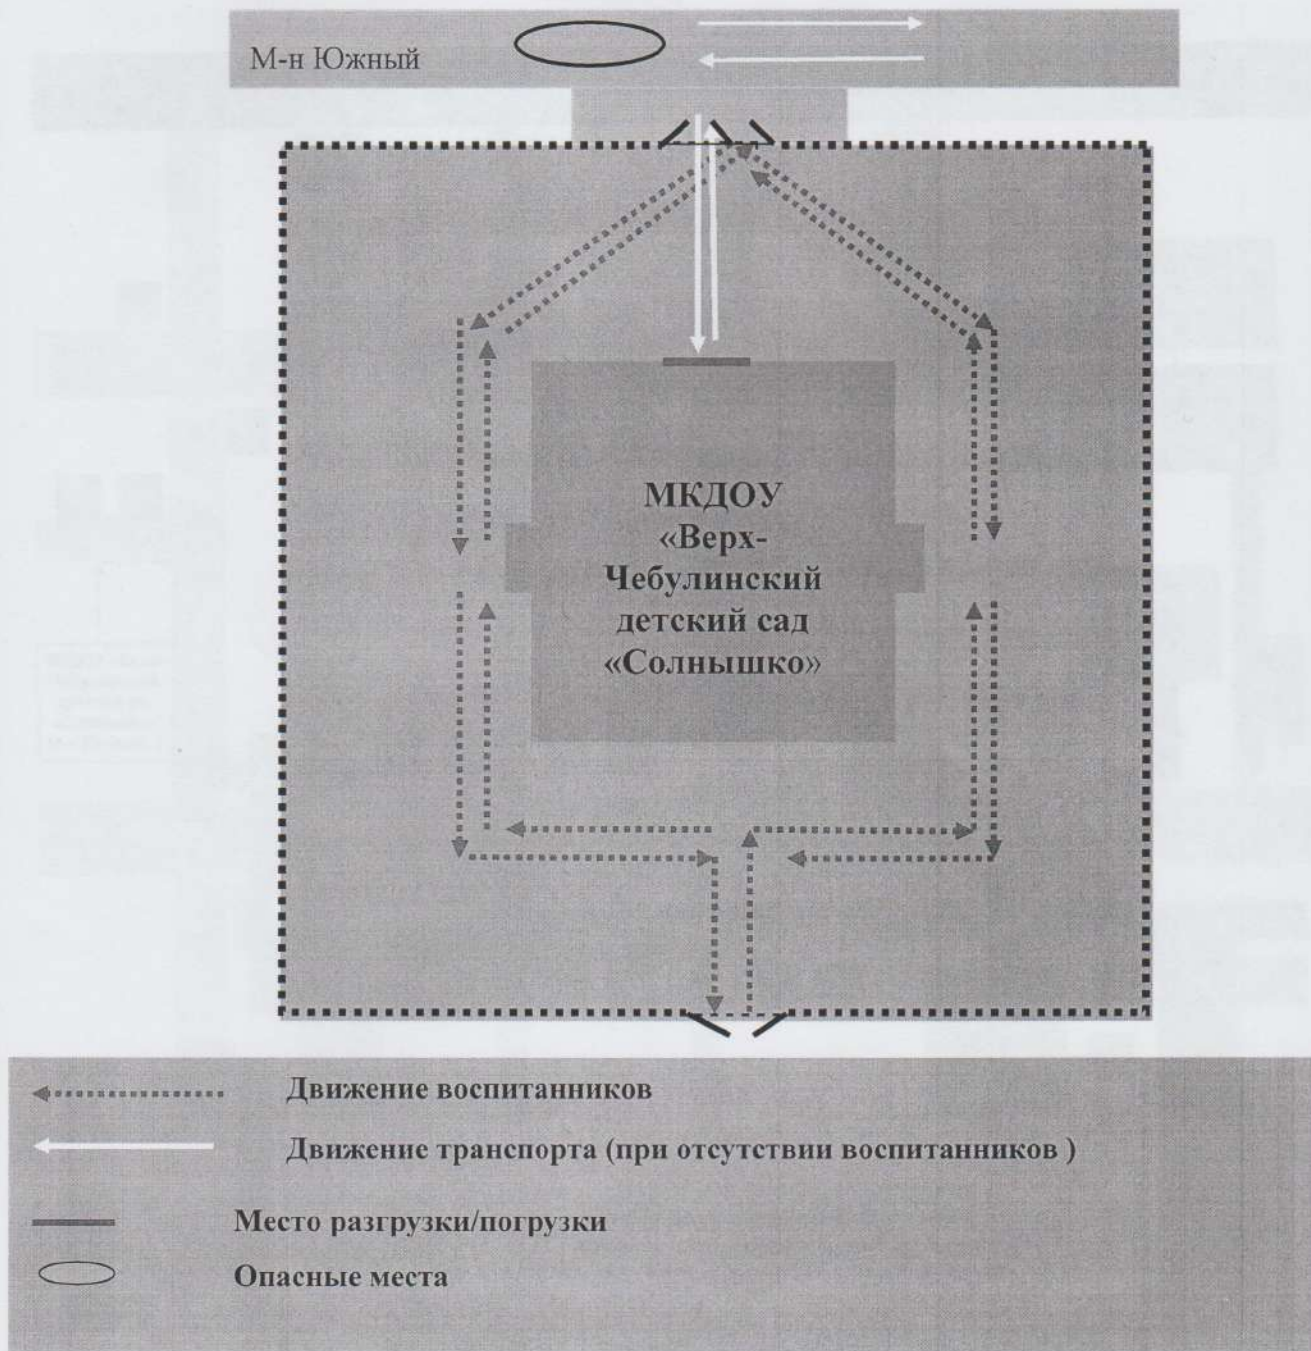 М-н Южный
МКДОУ
«Верх-
Чебулинский
детский сад
«Солнышко»
Движение воспитанников
Движение транспорта (при отсутствии воспитанников )
Место разгрузки/погрузки
Опасные места